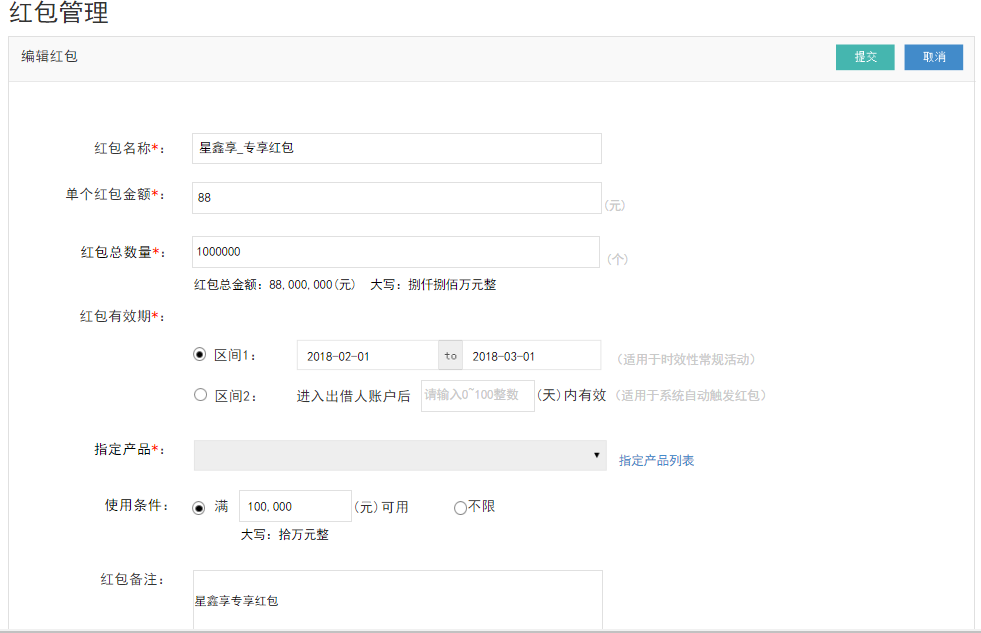 红包管理
编辑红包 提交 取消
红包名称*： 星鑫享_专享红包
单个红包金额*： 88 (元)
红包总数量*： 1000000 (个)
红包总金额：88,000,000(元) 大写：捌仟捌佰万元整
红包有效期*：
区间1： 2018-02-01 to 2018-03-01 (适用于时效性常规活动)
区间2： 进入出借人账户后 请输入0~100整数 (天)内有效 (适用于系统自动触发红包)
指定产品*： 指定产品列表
使用条件： 满 100,000 (元)可用 不限
大写：拾万元整
红包备注：
星鑫享专享红包